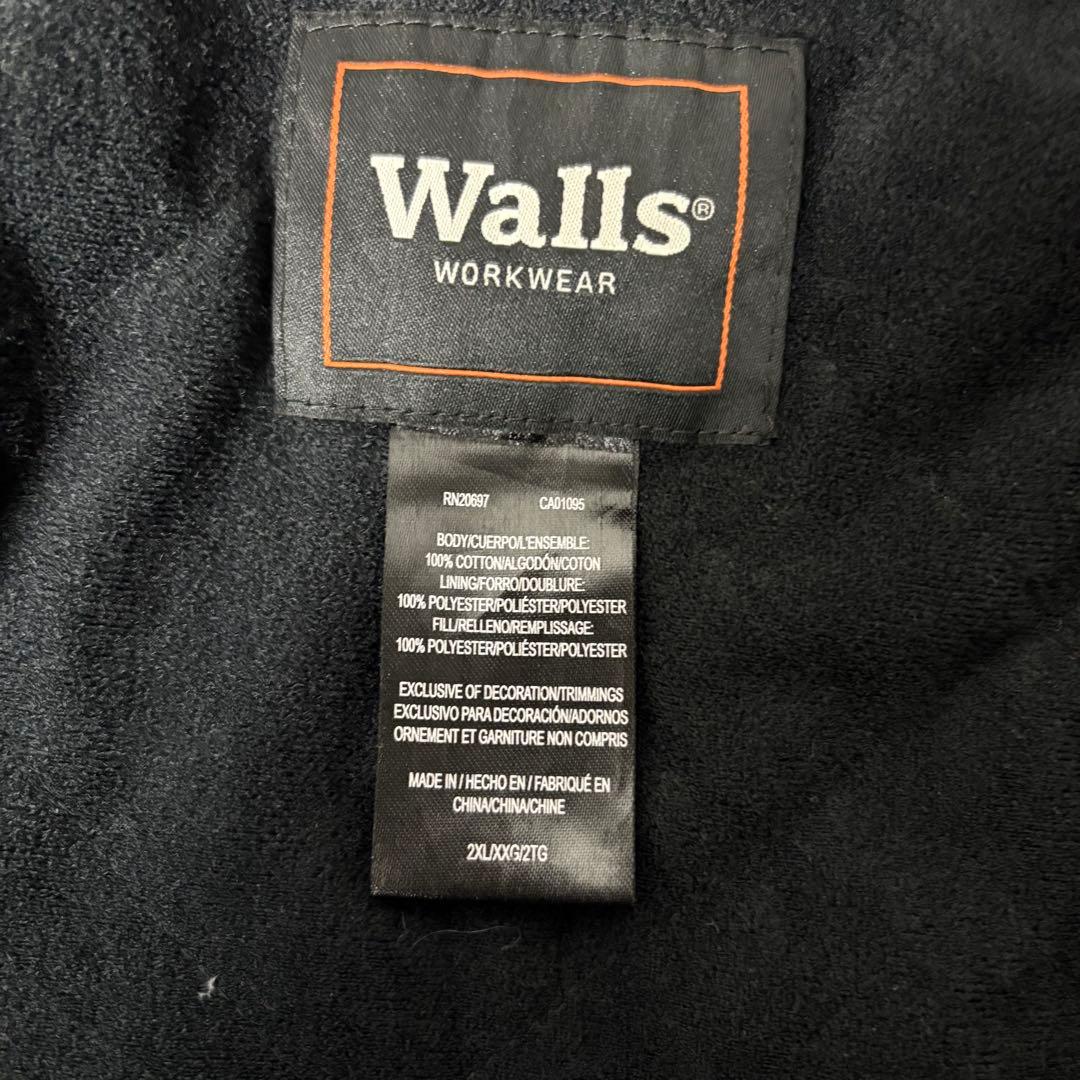 Walls®
WORKWEAR
RN20697 CA01095
BODY/CUERPO/L'ENSEMBLE:
100% COTTON/ALGODÓN/COTON
LINING/FORRO/DOUBLURE:
100% POLYESTER/POLIÉSTER/POLYESTER
FILL/RELLENO/REMPLISSAGE:
100% POLYESTER/POLIÉSTER/POLYESTER
EXCLUSIVE OF DECORATION/TRIMMINGS
EXCLUSIVO PARA DECORACIÓN/ADORNOS
ORNEMENT ET GARNITURE NON COMPRIS
MADE IN / HECHO EN / FABRIQUÉ EN
CHINA/CHINA/CHINE
2XL/XXG/2TG